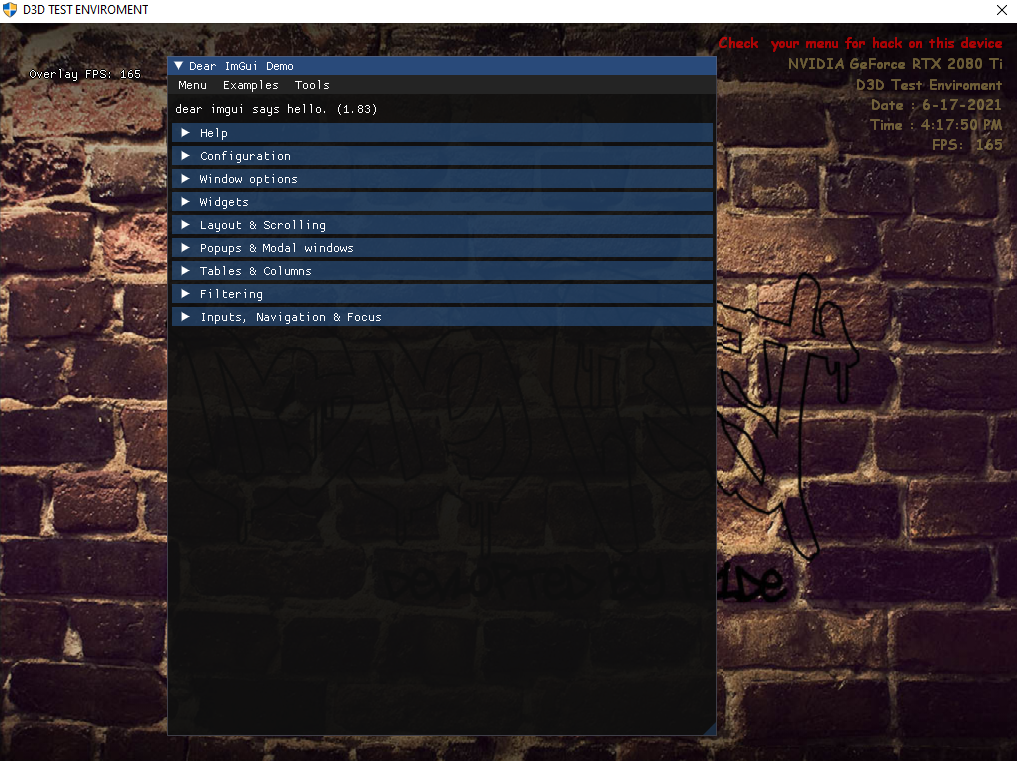 D3D TEST ENVIROMENT
Check your menu for hack on this device
NVIDIA GeForce RTX 2080 Ti
D3D Test Enviroment
Date : 6-17-2021
Time : 4:17:50 PM
FPS: 165
Overlay FPS: 165
Dear ImGui Demo
Menu Examples Tools
dear imgui says hello. (1.83)
Help
Configuration
Window options
Widgets
Layout & Scrolling
Popups & Modal windows
Tables & Columns
Filtering
Inputs, Navigation & Focus